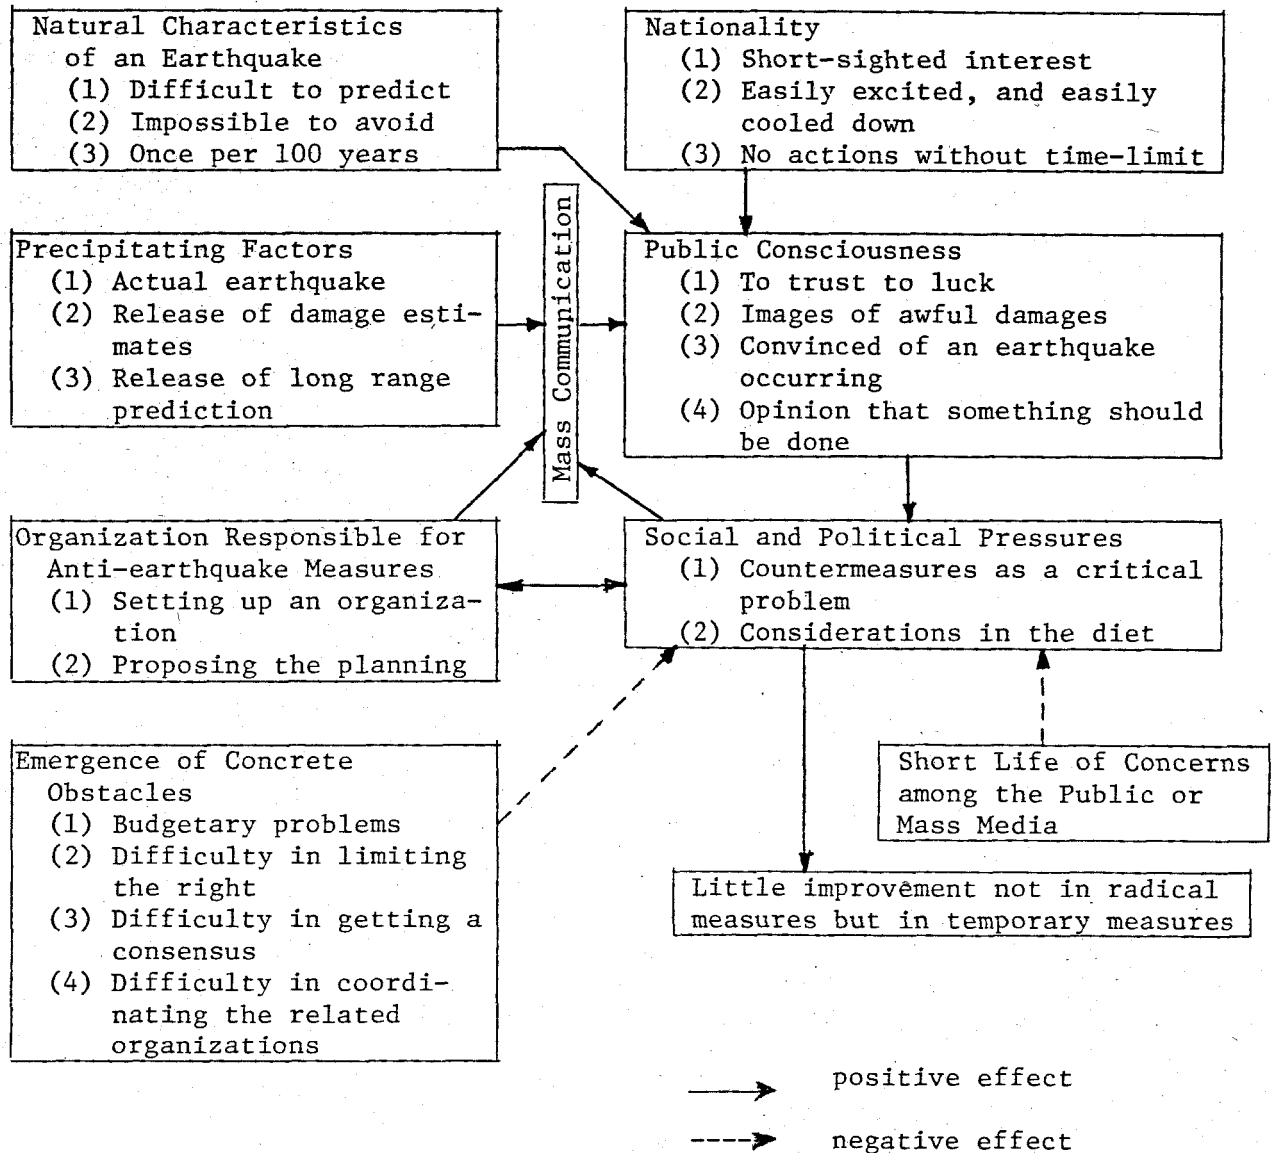 Natural Characteristics
of an Earthquake
(1) Difficult to predict
(2) Impossible to avoid
(3) Once per 100 years
Nationality
(1) Short-sighted interest
(2) Easily excited, and easily
cooled down
(3) No actions without time-limit
Precipitating Factors
(1) Actual earthquake
(2) Release of damage esti-
mates
(3) Release of long range
prediction
Mass Communication
Public Consciousness
(1) To trust to luck
(2) Images of awful damages
(3) Convinced of an earthquake
occurring
(4) Opinion that something should
be done
Organization Responsible for
Anti-earthquake Measures
(1) Setting up an organiza-
tion
(2) Proposing the planning
Social and Political Pressures
(1) Countermeasures as a critical
problem
(2) Considerations in the diet
Emergence of Concrete
Obstacles
(1) Budgetary problems
(2) Difficulty in limiting
the right
(3) Difficulty in getting a
consensus
(4) Difficulty in coordi-
nating the related
organizations
Short Life of Concerns
among the Public or
Mass Media
Little improvement not in radical
measures but in temporary measures
positive effect
negative effect